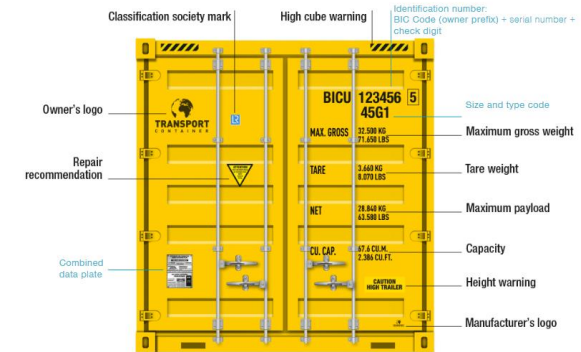 Identification number:
BIC Code (owner prefix) + serial number +
check digit
Classification society mark
High cube warning
BICU 123456 5
45G1
Size and type code
Owner's logo
TRANSPORT
CONTAINER
MAX. GROSS 32.500 KG
71.650 LBS
Maximum gross weight
Repair
recommendation
TARE 3.660 KG
8.070 LBS
Tare weight
NET 28.840 KG
63.580 LBS
Maximum payload
CU. CAP. 67.6 CU.M.
2.386 CU.FT.
Capacity
Combined
data plate
CAUTION
HIGH TRAILER
Height warning
Manufacturer's logo